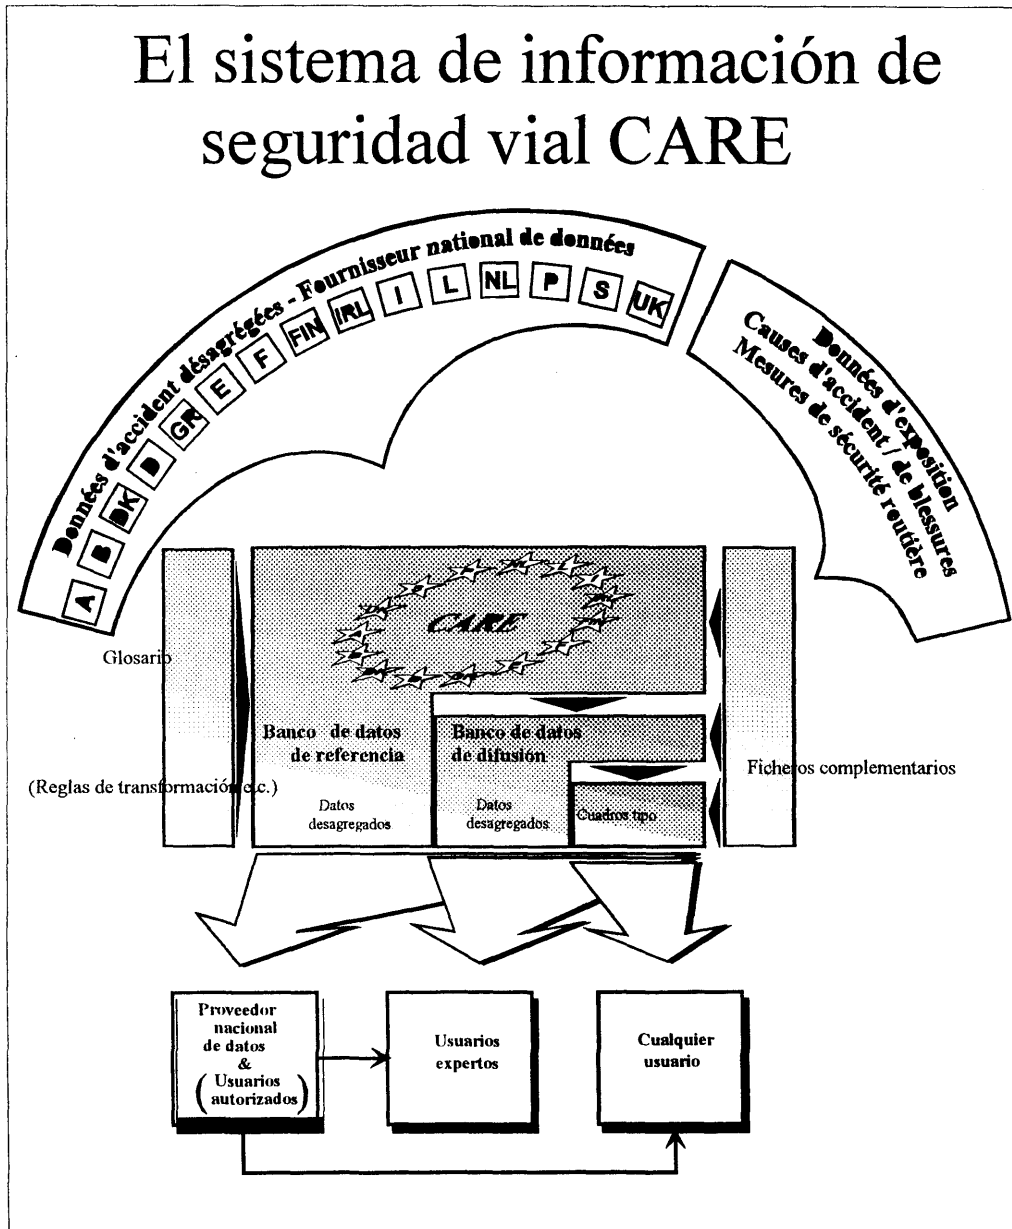 El sistema de información de
seguridad vial CARE
Données d'accident désagrégées - Fournisseur national de données
A
B
DK
D
GR
E
F
FIN
IRL
I
L
NL
P
S
UK
Données d'exposition
Causes d'accident / de blessures
Mesures de sécurité routière
CARE
Glosario
(Reglas de transformación etc.)
Banco de datos
de referencia
Datos
desagregados
Banco de datos
de difusión
Datos
desagregados
Cuadros tipo
Ficheros complementarios
Proveedor
nacional
de datos
&
(Usuarios
autorizados)
Usuarios
expertos
Cualquier
usuario